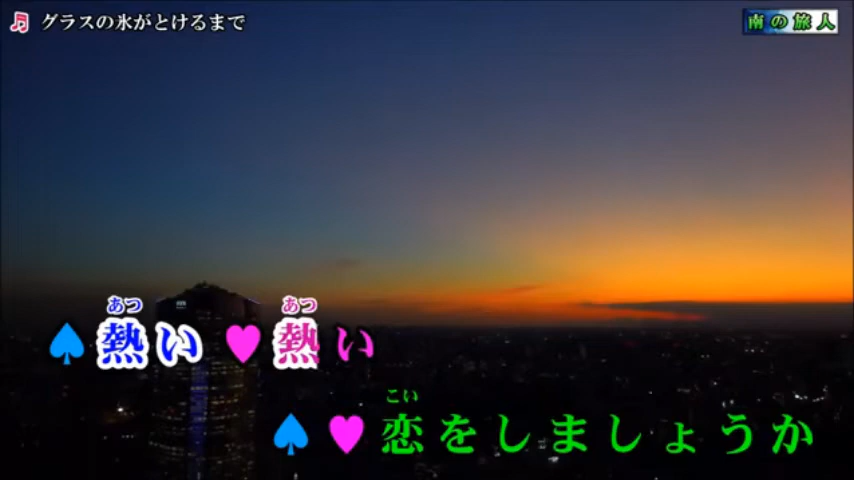 🎵 グラスの氷がとけるまで
南の旅人
あつ あつ
♠熱い ♥熱い
こい
♠♥恋をしましょうか